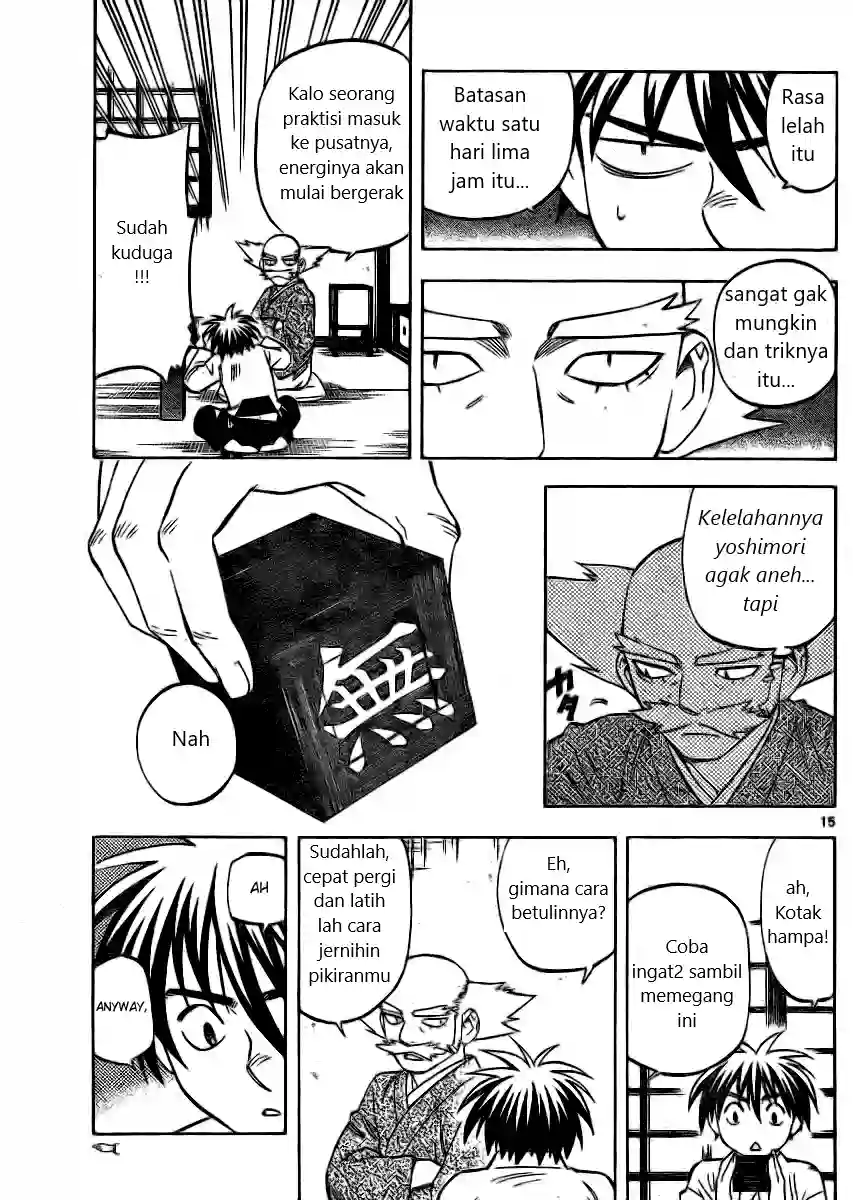 Rasa
lelah
itu
Batasan
waktu satu
hari lima
jam itu...
sangat gak
mungkin
dan triknya
itu...
Kalo seorang
praktisi masuk
ke pusatnya,
energinya akan
mulai bergerak
Sudah
kuduga
!!!
Kelelahannya
yoshimori
agak aneh...
tapi
カタ
無
Nah
15
ah,
Kotak
hampa!
Coba
ingat2 sambil
memegang
ini
Eh,
gimana cara
betulinnya?
Sudahlah,
cepat pergi
dan latih
lah cara
jernihin
pikiranmu
AH
ANYWAY,